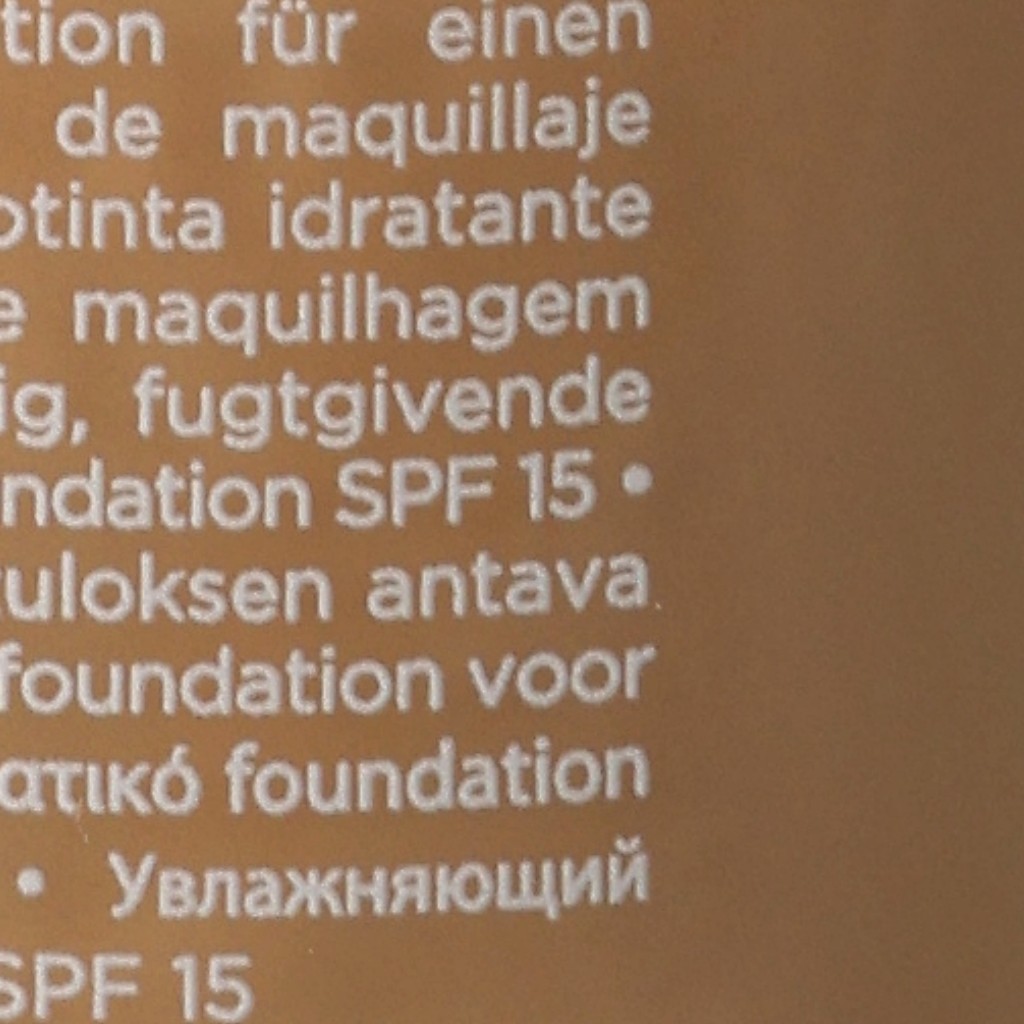 tion für einen
de maquillaje
otinta idratante
e maquilhagem
ig, fugtgivende
ndation SPF 15 •
uloksen antava
foundation voor
ατικό foundation
• Увлажняющий
SPF 15